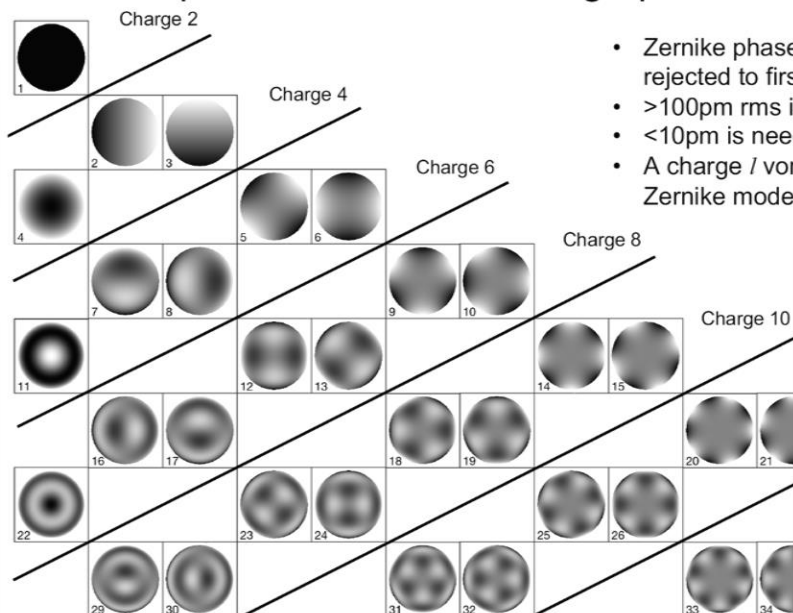 Charge 2
• Zernike phase
rejected to firs
1
Charge 4
• >100pm rms i
• <10pm is nee
2 3
• A charge l vor
Charge 6
Zernike mode
4 5 6
Charge 8
7 8 9 10
Charge 10
11 12 13 14 15
16 17 18 19 20 21
22 23 24 25 26
29 30 31 32 33 34